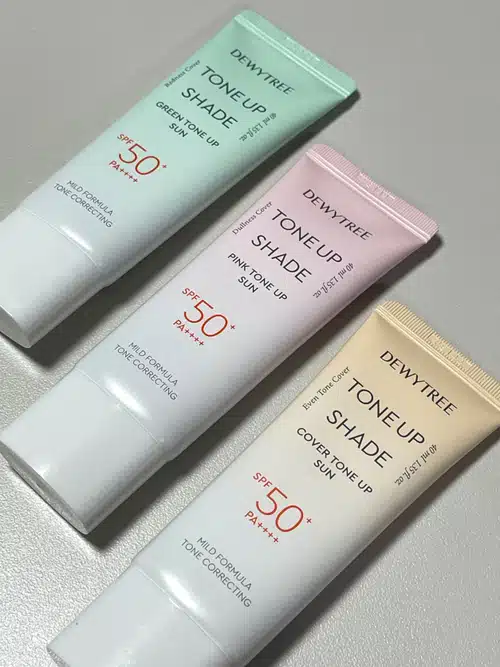 DEWYTREE
Redness Cover
TONE UP
SHADE
40 ml 1.35 fl. oz.
GREEN TONE UP
SUN
SPF 50+
PA++++
MILD FORMULA
TONE CORRECTING
DEWYTREE
Dullness Cover
TONE UP
SHADE
40 ml 1.35 fl. oz.
PINK TONE UP
SUN
SPF 50+
PA++++
MILD FORMULA
TONE CORRECTING
DEWYTREE
Even Tone Cover
TONE UP
SHADE
40 ml 1.35 fl. oz.
COVER TONE UP
SUN
SPF 50+
PA++++
MILD FORMULA
TONE CORRECTING